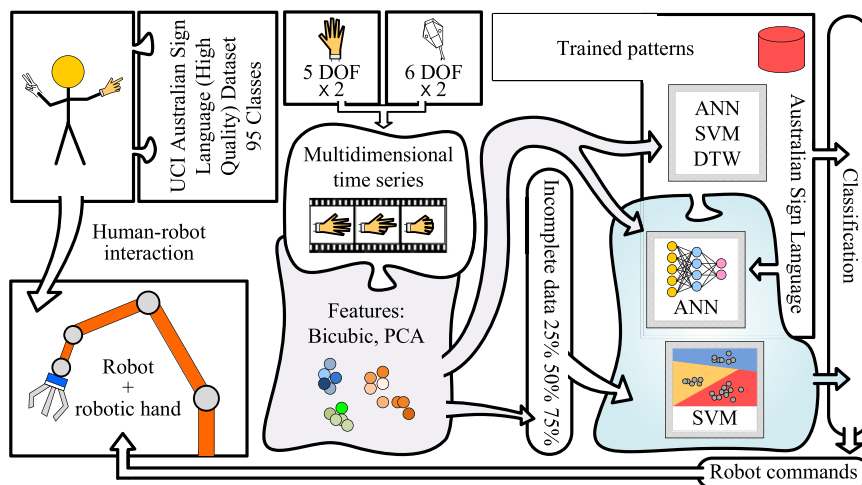 UCI Australian Sign
Language (High
Quality) Dataset
95 Classes
5 DOF
x 2
6 DOF
x 2
Trained patterns
ANN
SVM
DTW
Australian Sign Language
Classification
Multidimensional
time series
Human-robot
interaction
Incomplete data 25% 50% 75%
Features:
Bicubic, PCA
ANN
SVM
Robot
+
robotic hand
Robot commands